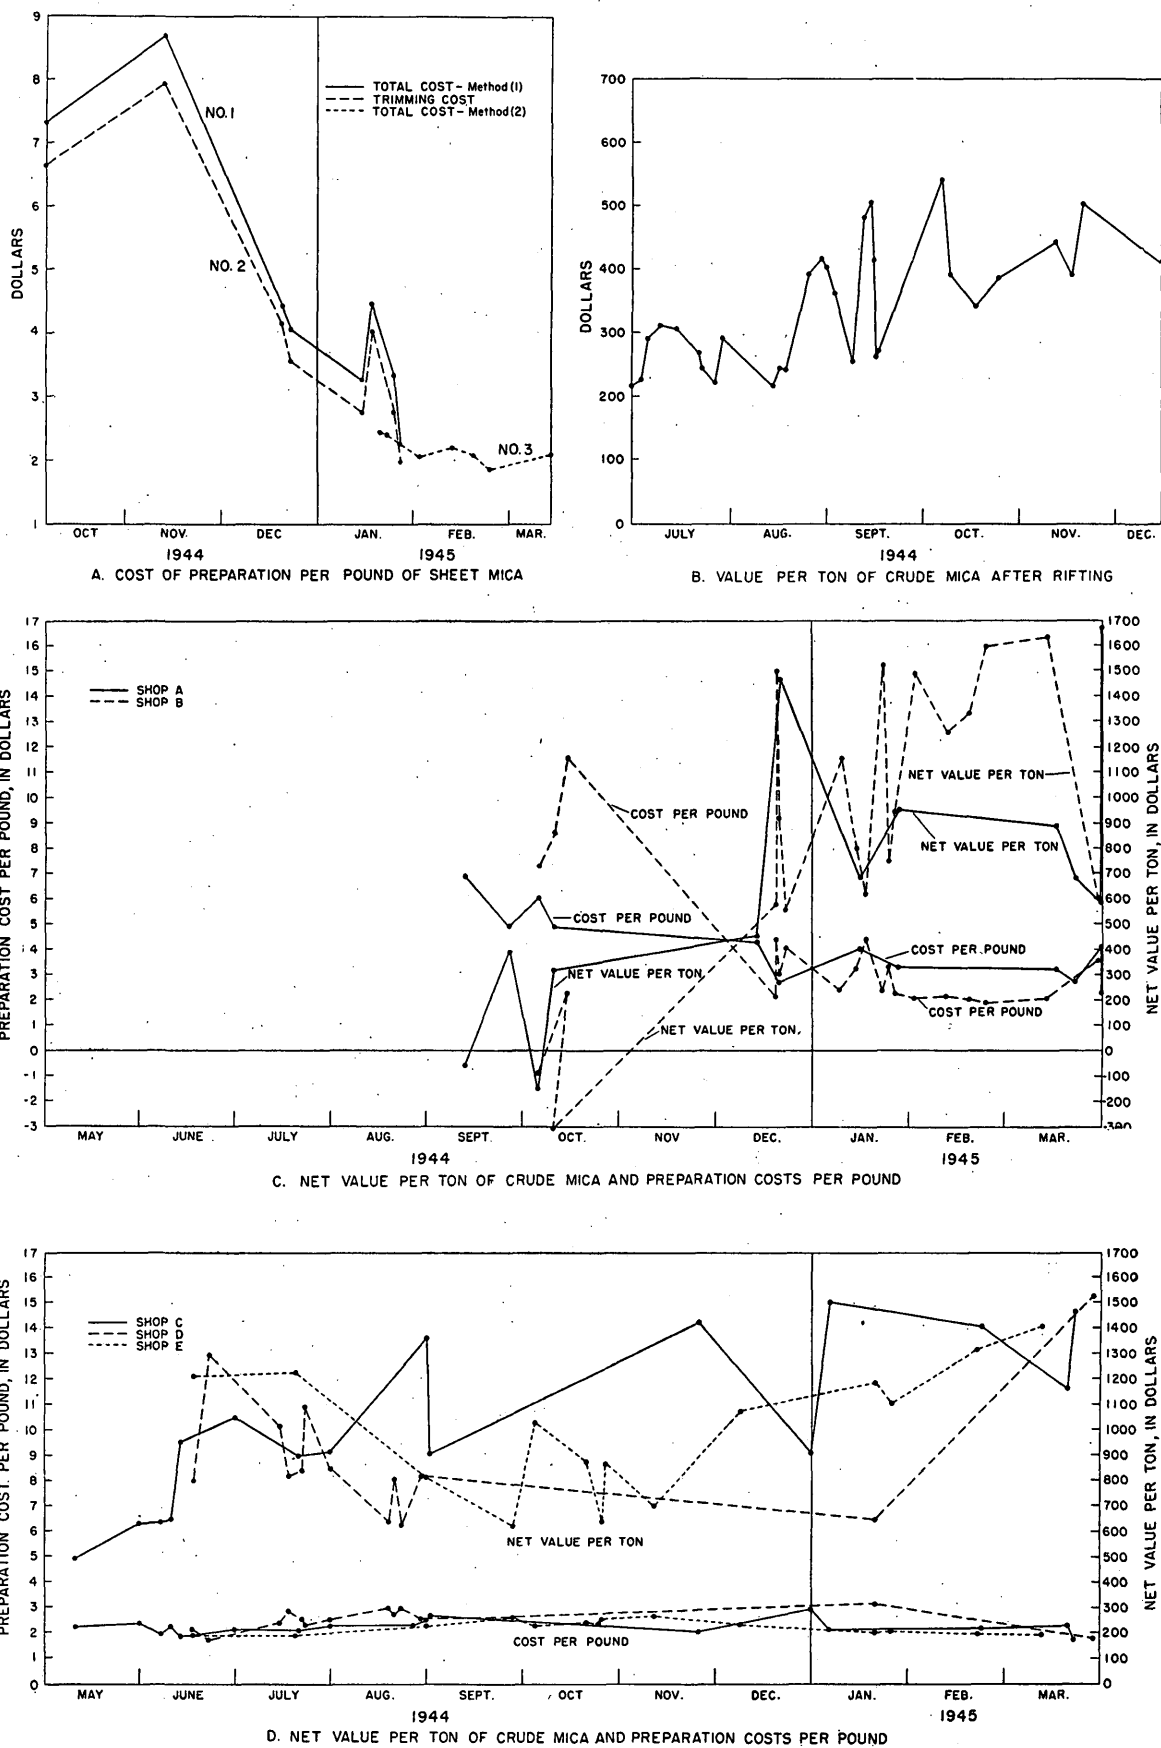 9
8
7
6
5
4
3
2
1
DOLLARS
TOTAL COST - Method (1)
TRIMMING COST
TOTAL COST - Method (2)
NO. 1
NO. 2
NO. 3
OCT NOV. DEC JAN. FEB. MAR.
1944 1945
A. COST OF PREPARATION PER POUND OF SHEET MICA
700
600
500
400
300
200
100
0
DOLLARS
JULY AUG. SEPT. OCT. NOV. DEC.
1944
B. VALUE PER TON OF CRUDE MICA AFTER RIFTING
17
16
15
14
13
12
11
10
9
8
7
6
5
4
3
2
1
0
-1
-2
-3
PREPARATION COST PER POUND, IN DOLLARS
SHOP A
SHOP B
COST PER POUND
COST PER POUND
NET VALUE PER TON
NET VALUE PER TON.
NET VALUE PER TON
NET VALUE PER TON
COST PER POUND
COST PER POUND
1700
1600
1500
1400
1300
1200
1100
1000
900
800
700
600
500
400
300
200
100
0
-100
-200
-300
NET VALUE PER TON, IN DOLLARS
MAY JUNE JULY AUG. SEPT. OCT. NOV DEC. JAN. FEB. MAR.
1944 1945
C. NET VALUE PER TON OF CRUDE MICA AND PREPARATION COSTS PER POUND
17
16
15
14
13
12
11
10
9
8
7
6
5
4
3
2
1
0
PREPARATION COST PER POUND, IN DOLLARS
SHOP C
SHOP D
SHOP E
NET VALUE PER TON
COST PER POUND
1700
1600
1500
1400
1300
1200
1100
1000
900
800
700
600
500
400
300
200
100
0
NET VALUE PER TON, IN DOLLARS
MAY JUNE JULY AUG. SEPT. OCT NOV. DEC. JAN. FEB. MAR.
1944 1945
D. NET VALUE PER TON OF CRUDE MICA AND PREPARATION COSTS PER POUND